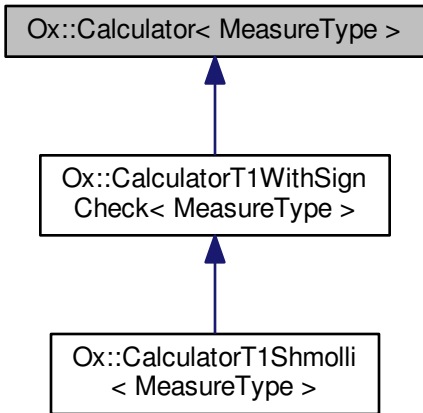 Ox::Calculator< MeasureType >
Ox::CalculatorT1WithSign
Check< MeasureType >
Ox::CalculatorT1Shmolli
< MeasureType >